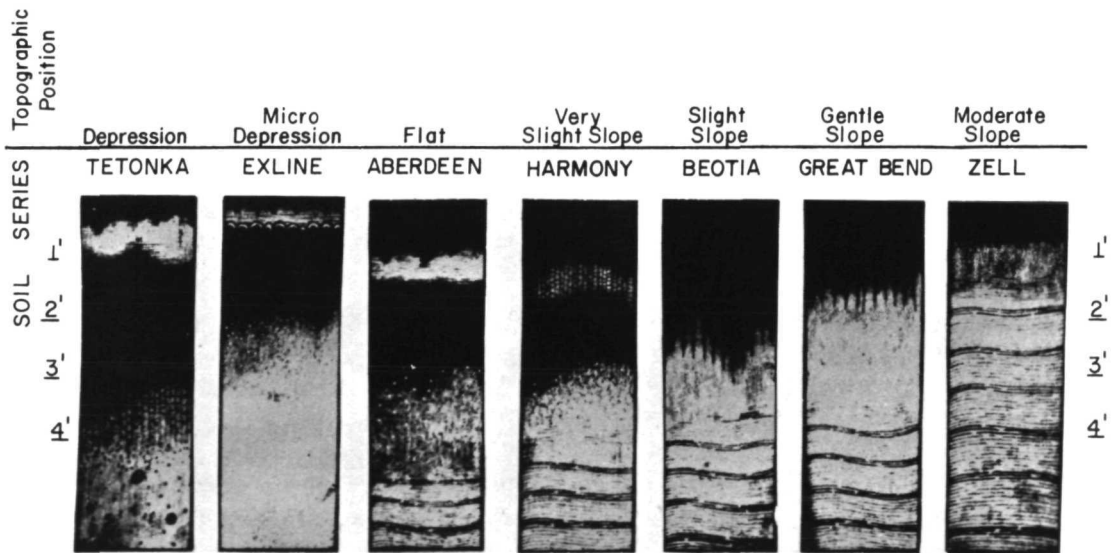 Topographic
Position
Depression
Micro
Depression
Flat
Very
Slight Slope
Slight
Slope
Gentle
Slope
Moderate
Slope
SOIL SERIES
TETONKA
EXLINE
ABERDEEN
HARMONY
BEOTIA
GREAT BEND
ZELL
1'
2'
3'
4'
1'
2'
3'
4'